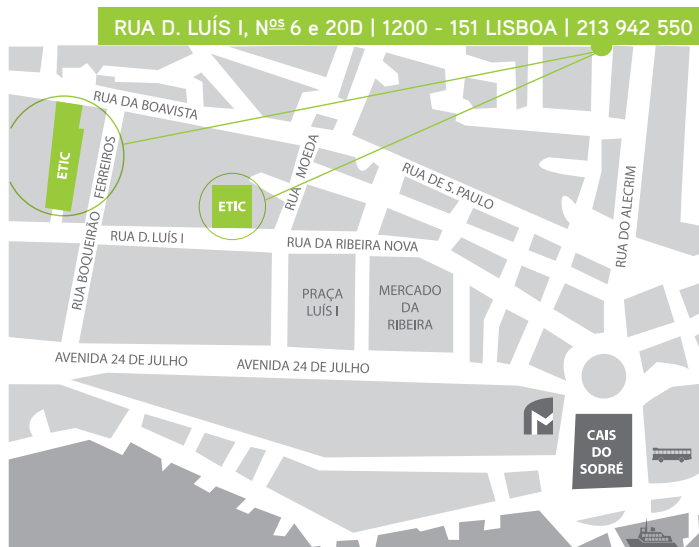 RUA D. LUÍS I, Nºs 6 e 20D | 1200 - 151 LISBOA | 213 942 550
RUA DA BOAVISTA
ETIC
RUA BOQUEIRÃO FERREIROS
RUA MOEDA
ETIC
RUA DE S. PAULO
RUA DO ALECRIM
RUA D. LUÍS I
RUA DA RIBEIRA NOVA
PRAÇA
LUÍS I
MERCADO
DA
RIBEIRA
AVENIDA 24 DE JULHO
AVENIDA 24 DE JULHO
CAIS
DO
SODRÉ